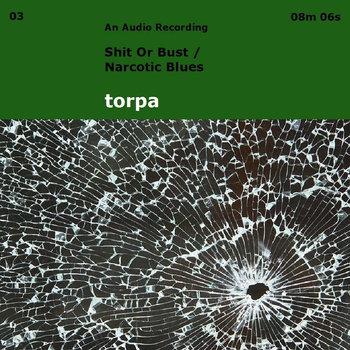 03
An Audio Recording
08m 06s
Shit Or Bust /
Narcotic Blues
torpa